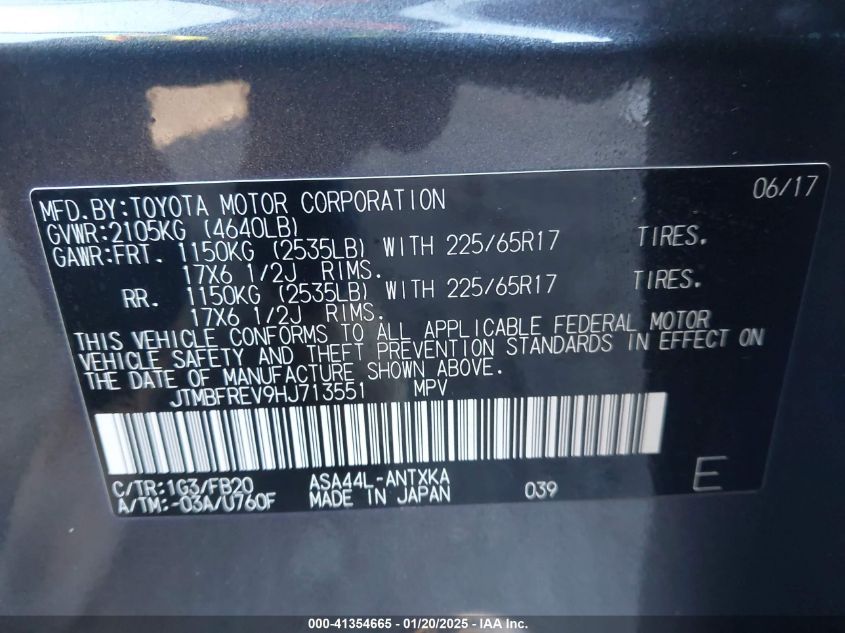 06/17
MFD.BY:TOYOTA MOTOR CORPORATION
GVWR:2105KG (4640LB)
GAWR:FRT. 1150KG (2535LB) WITH 225/65R17 TIRES.
17X6 1/2J RIMS.
RR. 1150KG (2535LB) WITH 225/65R17 TIRES.
17X6 1/2J RIMS.
THIS VEHICLE CONFORMS TO ALL APPLICABLE FEDERAL MOTOR
VEHICLE SAFETY AND THEFT PREVENTION STANDARDS IN EFFECT ON
THE DATE OF MANUFACTURE SHOWN ABOVE.
JTMBFREV9HJ713551 MPV
C/TR:1G3/FB20 ASA44L-ANTXKA
A/TM:-03A/U760F MADE IN JAPAN 039 E
000-41354665 - 01/20/2025 - IAA Inc.